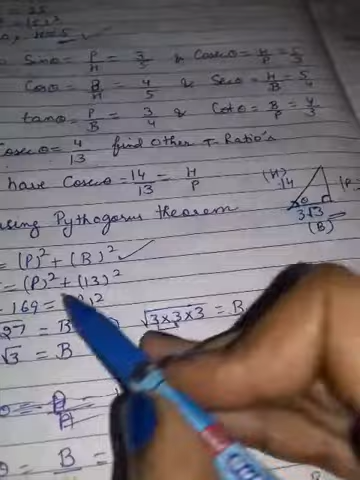 = 25
H = 5
Sinθ = P/H = 3/5 & Cosecθ = H/P = 5/3
Cosθ = B/H = 4/5 & Secθ = H/B = 5/4
tanθ = P/B = 3/4 & Cotθ = B/P = 4/3
Cosecθ = 4/13 find Other T-Ratio's
have Cosecθ = 14/13 = H/P
(H) 14
3√3
(B)
using Pythagorus theorem
= (P)² + (B)²
= (P)² + (13)²
169 =
27 = B
√3×3×3 = B
√3 = B
= B =